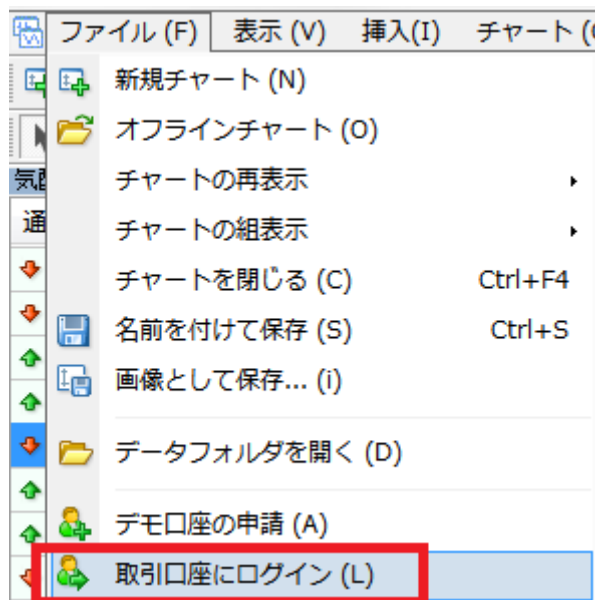 ファイル (F) 表示 (V) 挿入(I) チャート (
新規チャート (N)
オフラインチャート (O)
気
チャートの再表示
通
チャートの組表示
チャートを閉じる (C) Ctrl+F4
名前を付けて保存 (S) Ctrl+S
画像として保存... (i)
データフォルダを開く (D)
デモ口座の申請 (A)
取引口座にログイン (L)